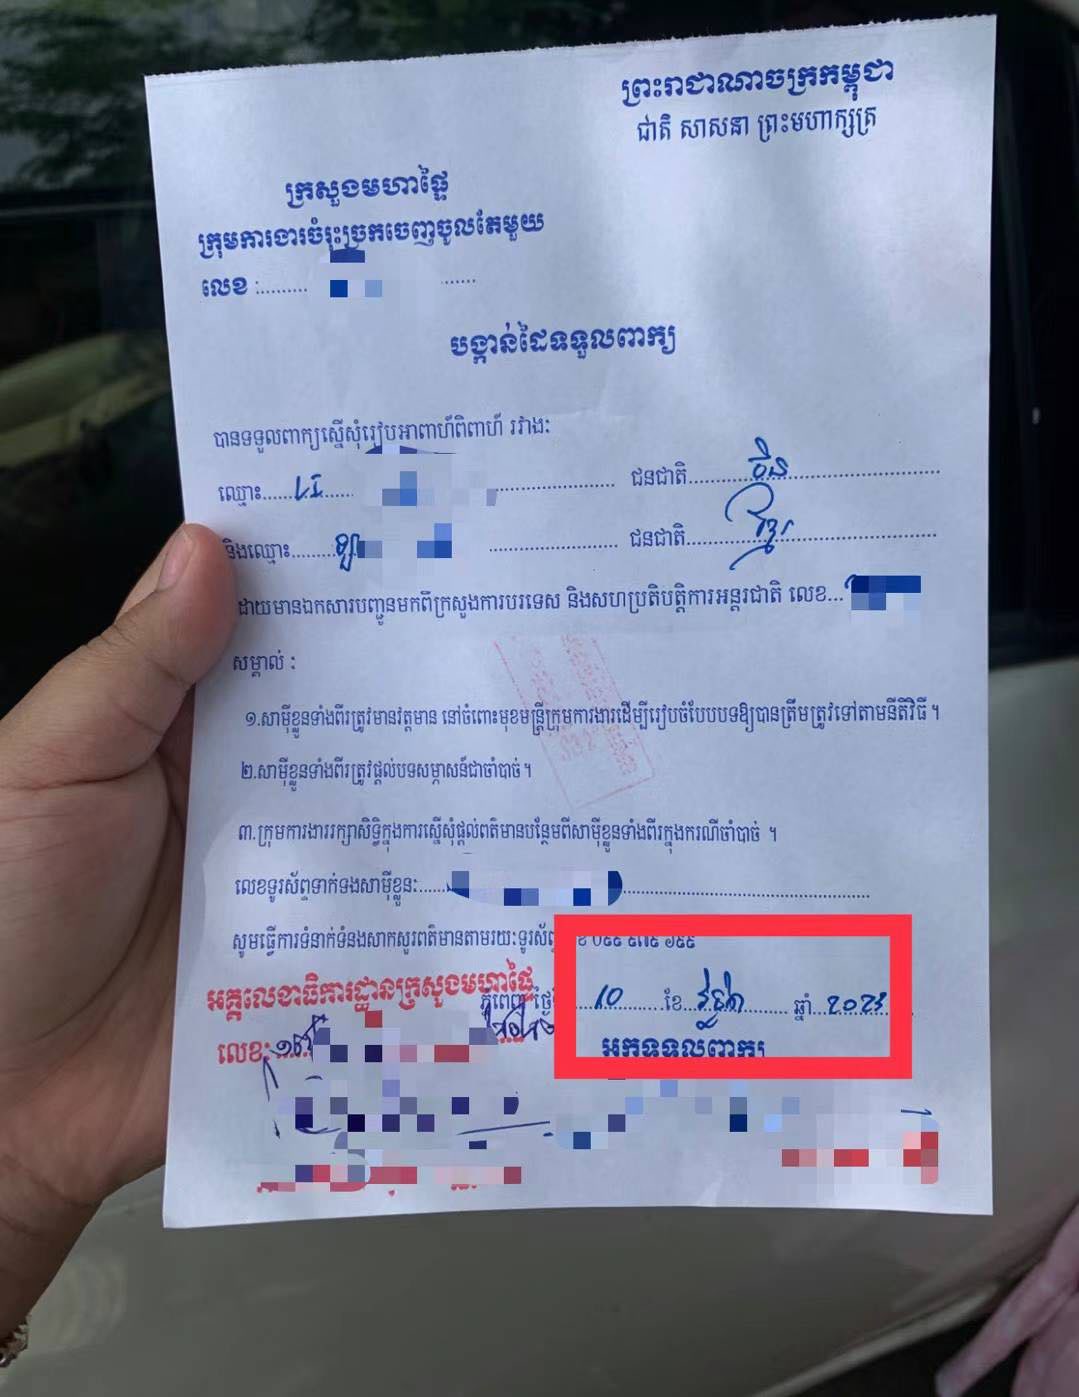 ព្រះរាជាណាចក្រកម្ពុជា
ជាតិ សាសនា ព្រះមហាក្សត្រ
ក្រសួងមហាផ្ទៃ
ក្រុមការងារចំរុះច្រកចេញចូលតែមួយ
លេខ :
បង្កាន់ដៃទទួលពាក្យ
បានទទួលពាក្យស្នើសុំរៀបអាពាហ៍ពិពាហ៍ រវាង:
ឈ្មោះ...... LI ...... ជនជាតិ...... ចិន
និងឈ្មោះ...... ជនជាតិ...... ខ្មែរ
ដោយមានឯកសារបញ្ជូនមកពីក្រសួងការបរទេស និងសហប្រតិបត្តិការអន្តរជាតិ លេខ...
សម្គាល់ :
១.សាម៉ីខ្លួនទាំងពីរត្រូវមានវត្តមាន នៅចំពោះមុខមន្ត្រីក្រុមការងារដើម្បីរៀបចំបែបបទឱ្យបានត្រឹមត្រូវទៅតាមនីតិវិធី ។
២.សាម៉ីខ្លួនទាំងពីរត្រូវផ្តល់បទសម្ភាសន៍ជាចាំបាច់ ។
៣.ក្រុមការងាររក្សាសិទ្ធិក្នុងការស្នើសុំផ្តល់ព័ត៌មានបន្ថែមពីសាម៉ីខ្លួនទាំងពីរក្នុងករណីចាំបាច់ ។
លេខទូរស័ព្ទទាក់ទងសាម៉ីខ្លួន:
សូមធ្វើការទំនាក់ទំនងសាកសួរព័ត៌មានតាមរយៈទូរស័ព្ទ
អគ្គលេខាធិការដ្ឋានក្រសួងមហាផ្ទៃ
ភ្នំពេញ ថ្ងៃ 10 ខែ ឆ្នាំ
លេខ:
អ្នកទទួលពាក្យ